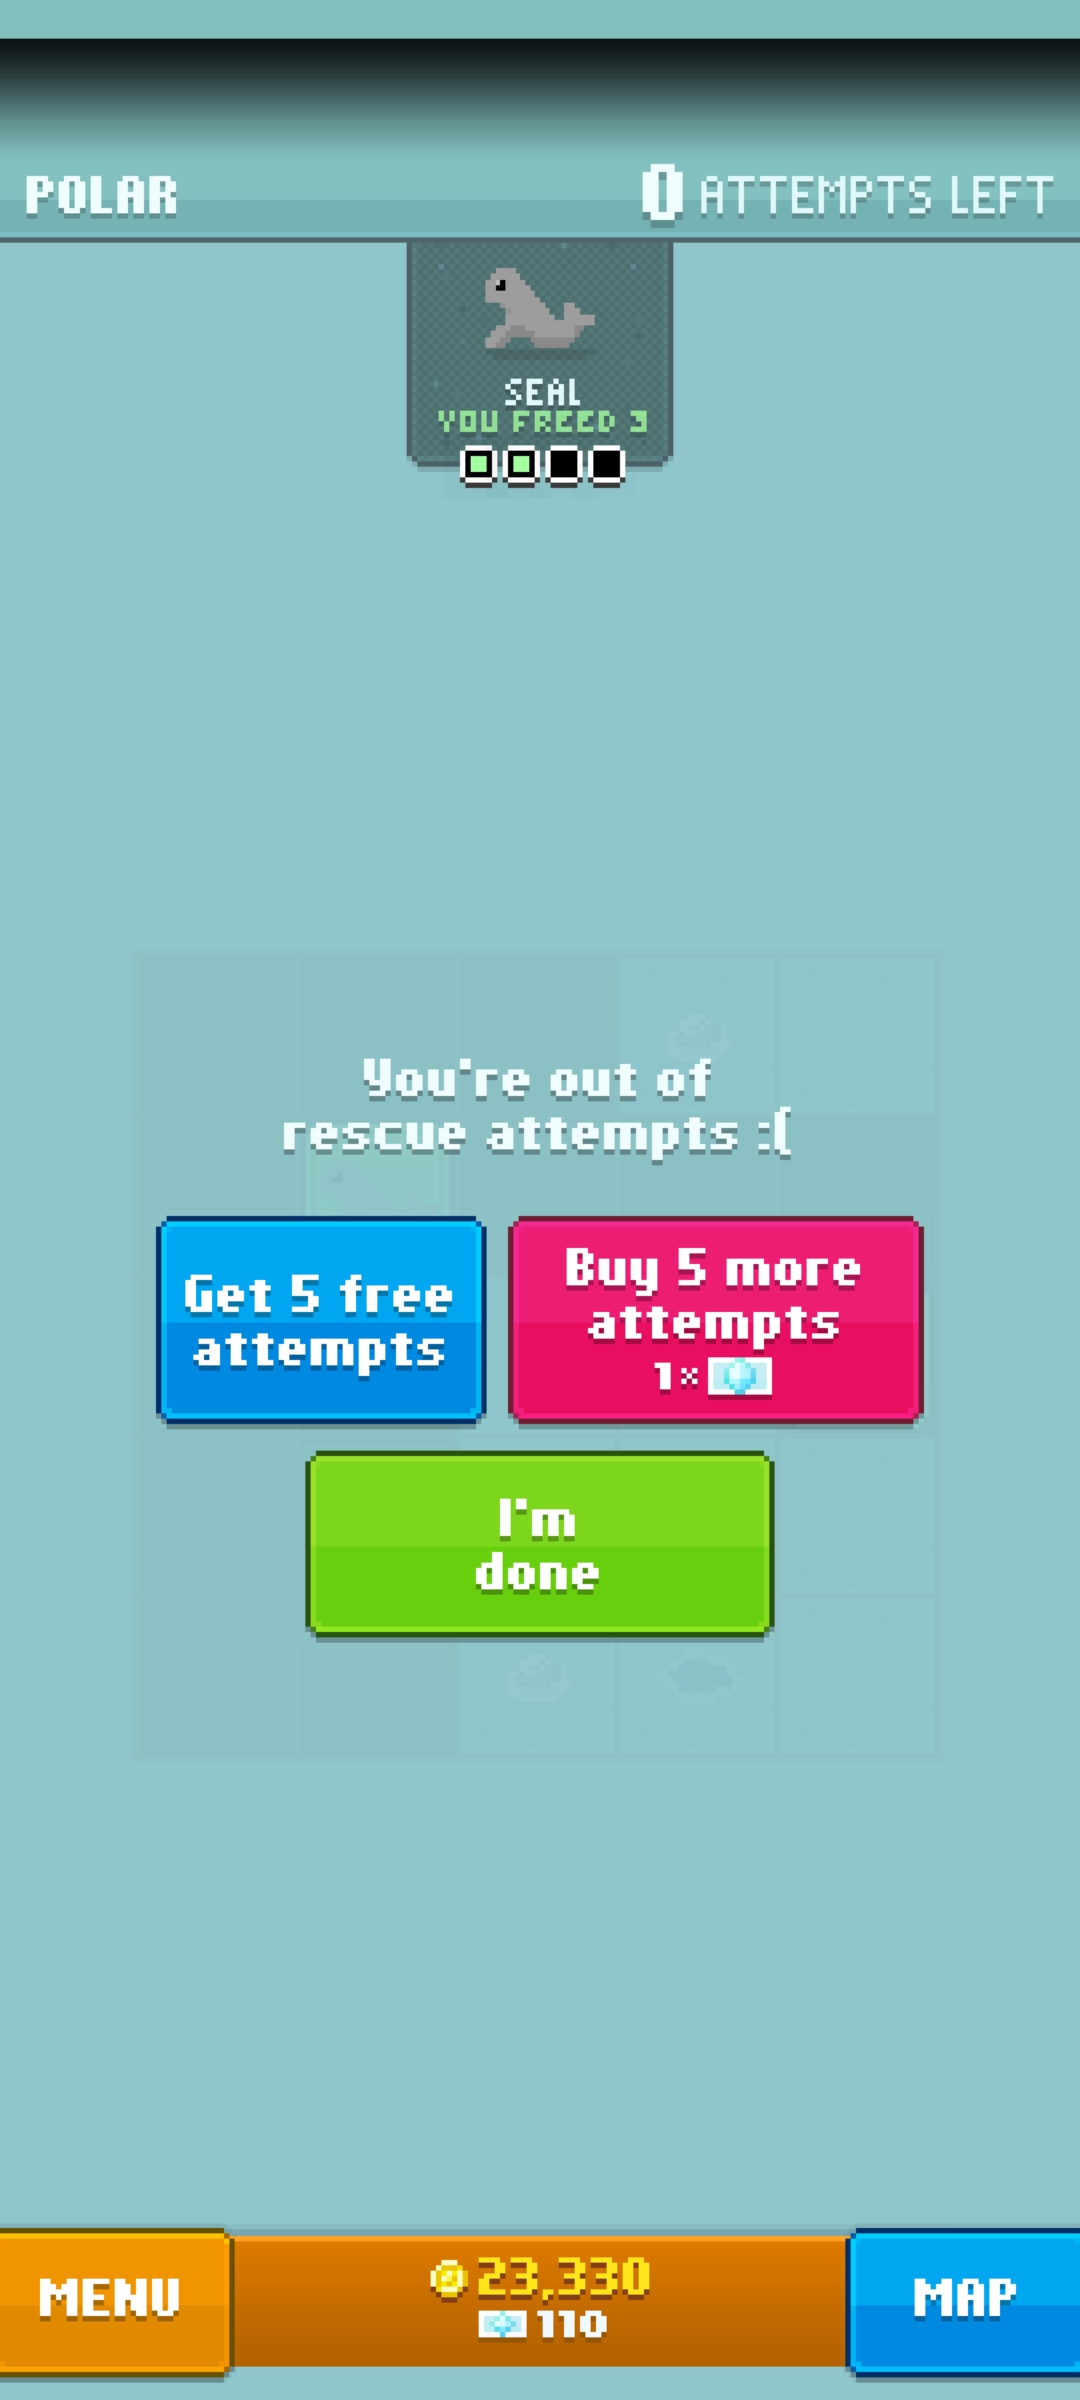 POLAR
0 ATTEMPTS LEFT
SEAL
YOU FREED 3
You're out of
rescue attempts :(
Get 5 free
attempts
Buy 5 more
attempts
1×
I'm
done
MENU
23,330
110
MAP